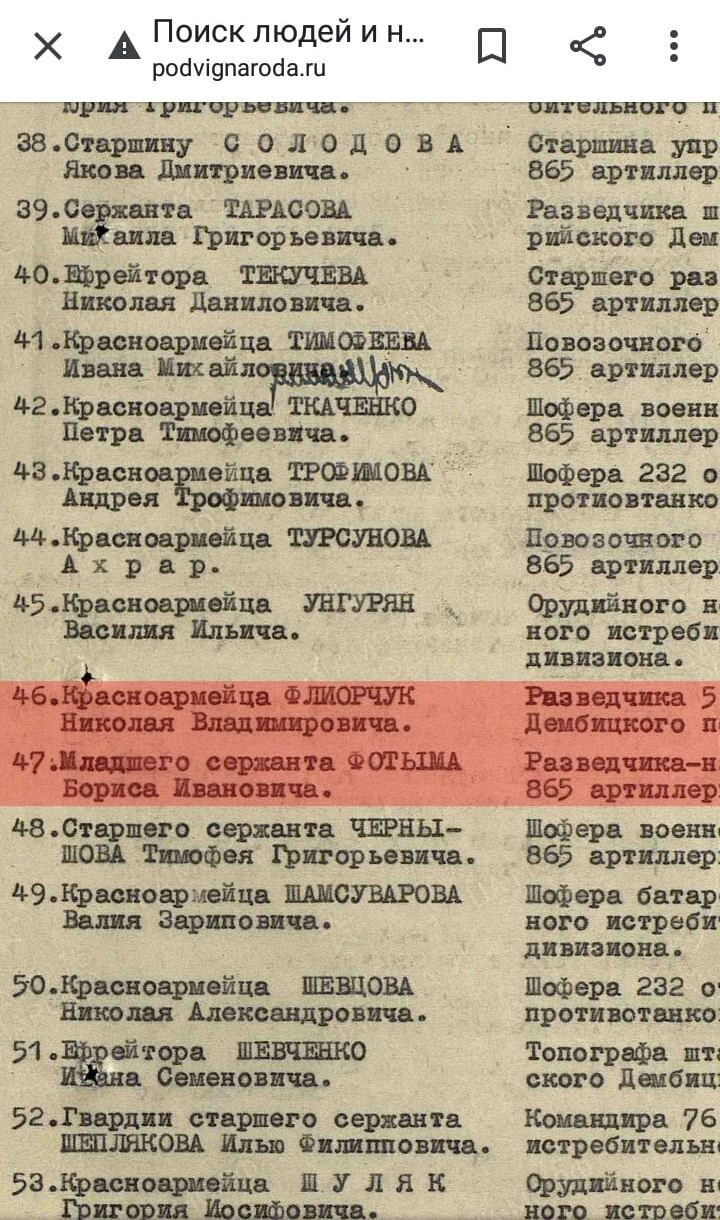 Поиск людей и н...
podvignaroda.ru
Юрия Григорьевича.
бительного п
38.Старшину С О Л О Д О В А
Старшина упр
Якова Дмитриевича.
865 артиллер
39.Сержанта ТАРАСОВА
Разведчика ш
Михаила Григорьевича.
рийского Дем
40.Ефрейтора ТЕКУЧЕВА
Старшего раз
Николая Даниловича.
865 артиллер
41.Красноармейца ТИМОФЕЕВА
Повозочного
Ивана Михайловича.
865 артиллер
42.Красноармейца ТКАЧЕНКО
Шофера военн
Петра Тимофеевича.
865 артиллер
43.Красноармейца ТРОФИМОВА
Шофера 232 о
Андрея Трофимовича.
протиовтанко
44.Красноармейца ТУРСУНОВА
Повозочного
А х р а р.
865 артиллер
45.Красноармейца УНГУРЯН
Орудийного н
Василия Ильича.
ного истреби
дивизиона.
46.Красноармейца ФЛИОРЧУК
Разведчика 5
Николая Владимировича.
Дембицкого п
47.Младшего сержанта ФОТЫМА
Разведчика-н
Бориса Ивановича.
865 артиллер
48.Старшего сержанта ЧЕРНЫ-
Шофера военн
ШОВА Тимофея Григорьевича.
865 артиллер
49.Красноармейца ШАМСУВАРОВА
Шофера батар
Валия Зариповича.
ного истреби
дивизиона.
50.Красноармейца ШЕВЦОВА
Шофера 232 о
Николая Александровича.
противотанко
51.Ефрейтора ШЕВЧЕНКО
Топографа шта
Ивана Семеновича.
ского Дембиц
52.Гвардии старшего сержанта
Командира 76
ШЕПЛЯКОВА Илью Филипповича.
истребительн
53.Красноармейца Ш У Л Я К
Орудийного н
Григория Иосифовича.
ного истреби